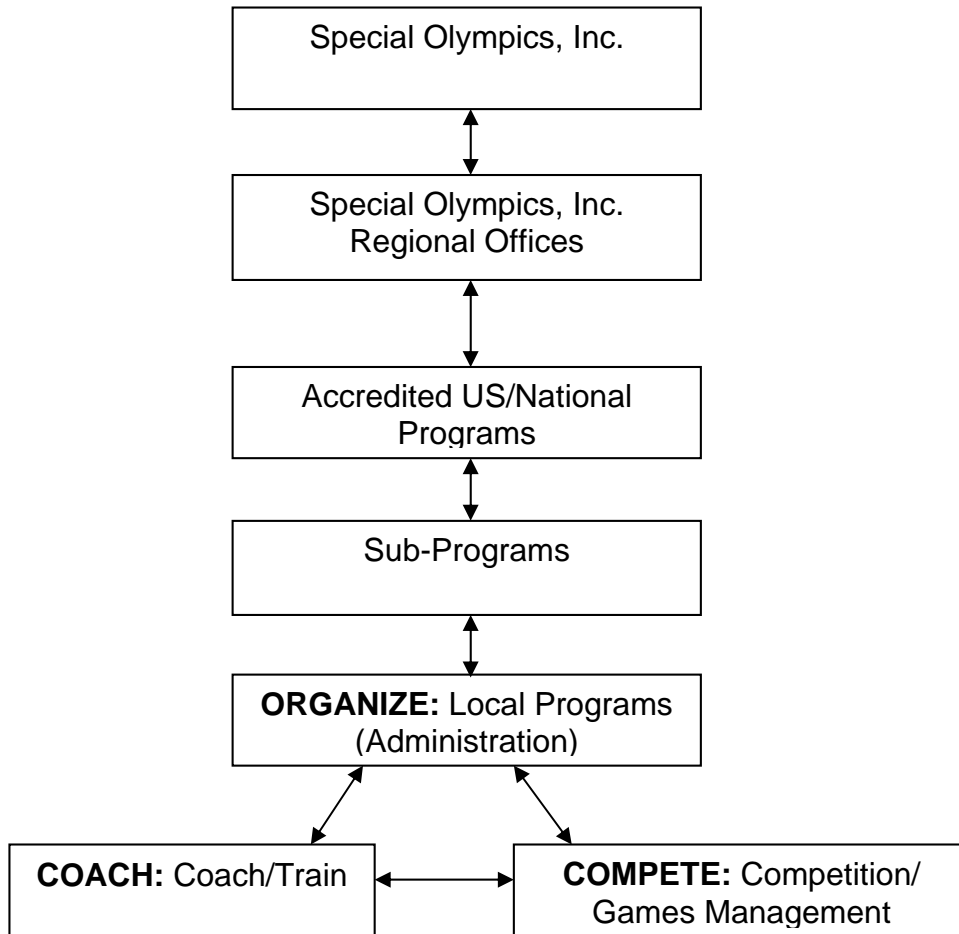 Special Olympics, Inc.
Special Olympics, Inc.
Regional Offices
Accredited US/National
Programs
Sub-Programs
ORGANIZE: Local Programs
(Administration)
COACH: Coach/Train
COMPETE: Competition/
Games Management